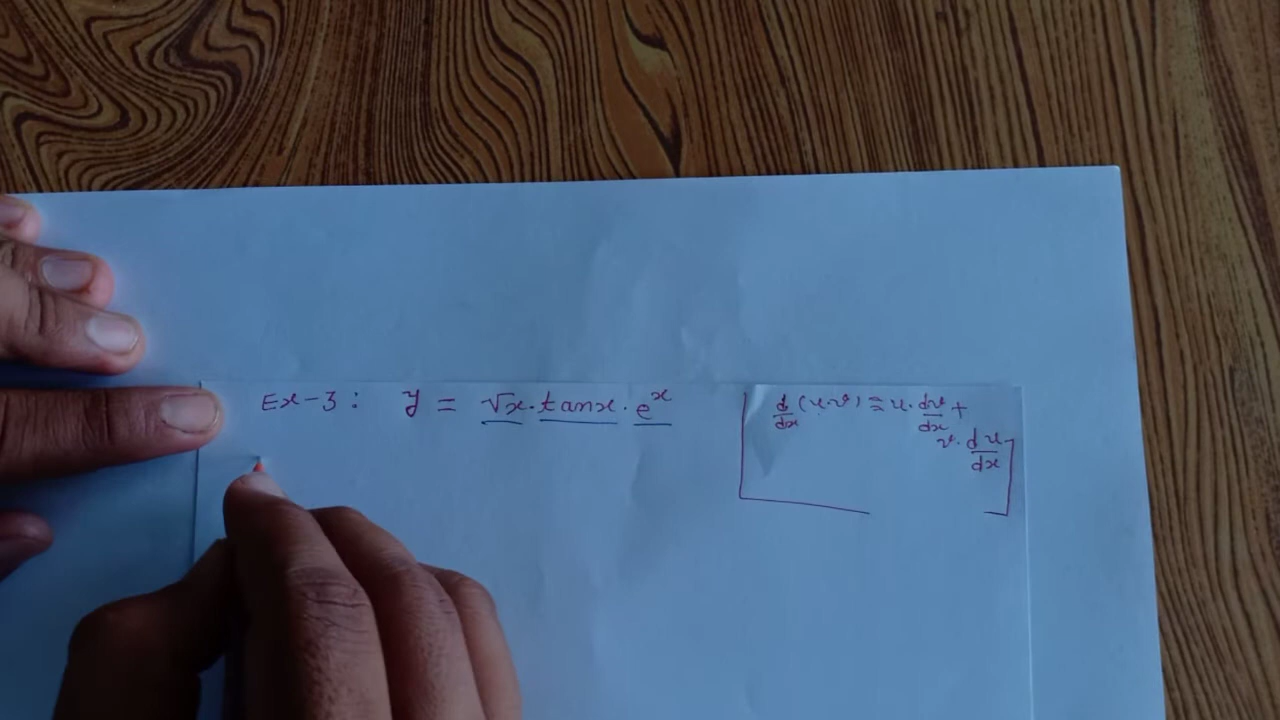 Ex-3: y = √x · tanx · e^x
d/dx (u.v) = u. dv/dx +
v. du/dx